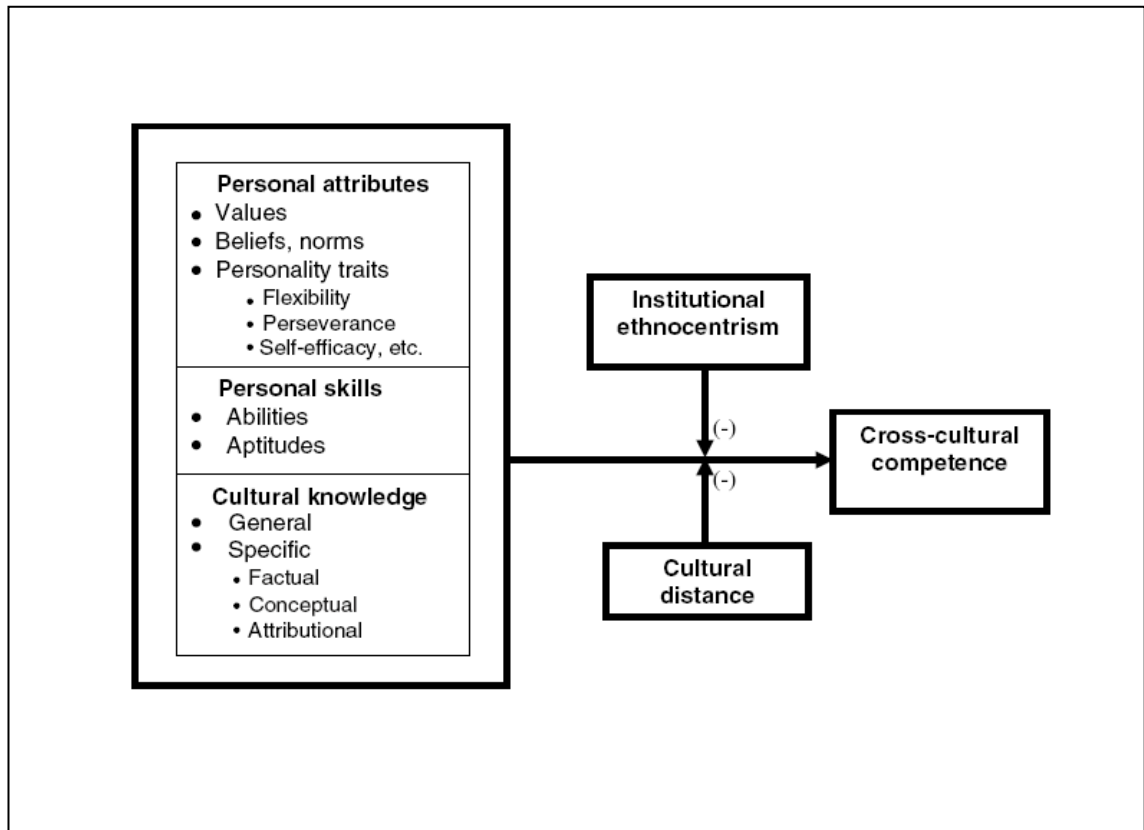 Personal attributes
• Values
• Beliefs, norms
• Personality traits
• Flexibility
• Perseverance
• Self-efficacy, etc.
Personal skills
• Abilities
• Aptitudes
Cultural knowledge
• General
• Specific
• Factual
• Conceptual
• Attributional
Institutional
ethnocentrism
(-)
(-)
Cultural
distance
Cross-cultural
competence